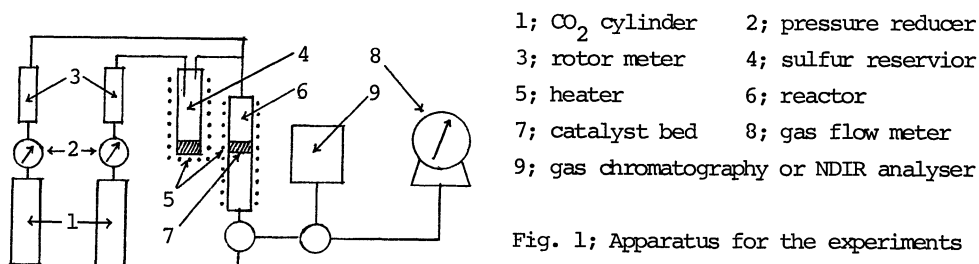 1; CO2 cylinder 2; pressure reducer
3; rotor meter 4; sulfur reservior
5; heater 6; reactor
7; catalyst bed 8; gas flow meter
9; gas chromatography or NDIR analyser
Fig. 1; Apparatus for the experiments
3
4
8
6
9
2
5
1
7